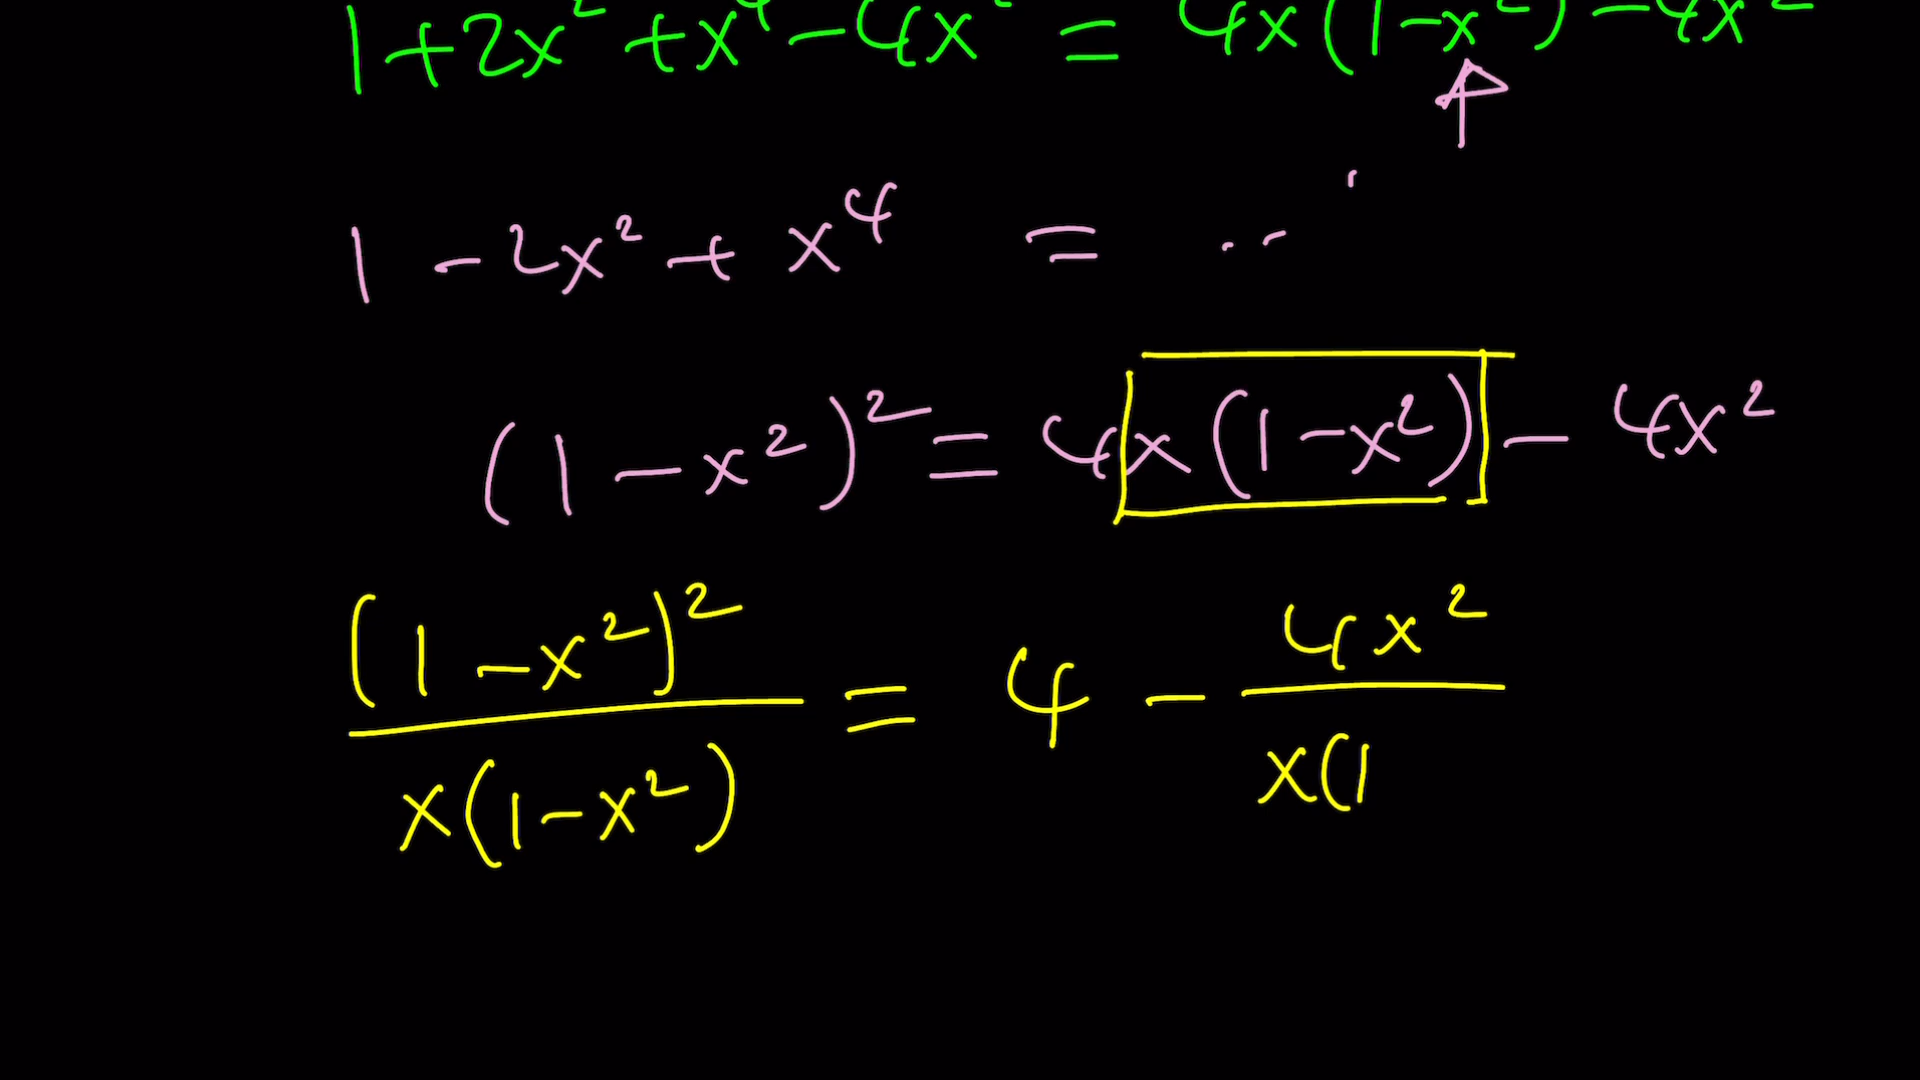 1+2x²+x⁴-4x² = 4x(1-x²)-4x²
1-2x²+x⁴ = ...
(1-x²)² = 4x(1-x²)-4x²
(1-x²)²/x(1-x²) = 4 - 4x²/x(1